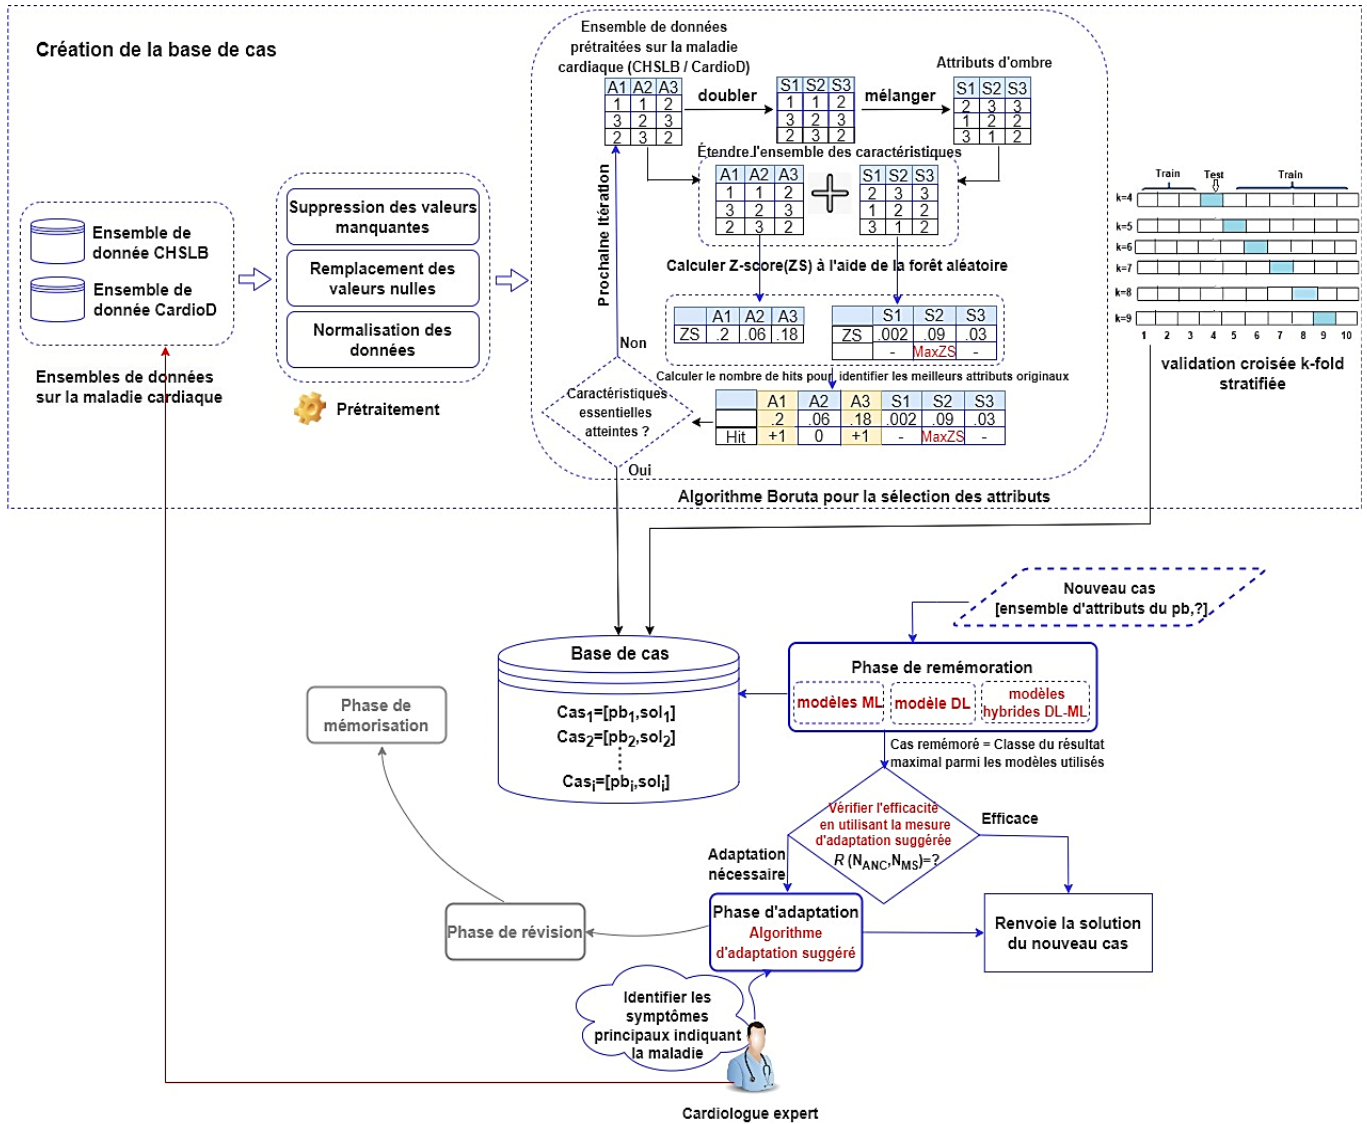 Création de la base de cas
Ensemble de
donnée CHSLB
Ensemble de
donnée CardioD
Ensembles de données
sur la maladie cardiaque
Suppression des valeurs
manquantes
Remplacement des
valeurs nulles
Normalisation des
données
Prétraitement
Ensemble de données
prétraitées sur la maladie
cardiaque (CHSLB / CardioD)
A1 A2 A3
1 1 2
3 2 3
2 3 2
doubler
S1 S2 S3
1 1 2
3 2 3
2 3 2
mélanger
Attributs d'ombre
S1 S2 S3
2 3 3
1 2 2
3 1 2
Étendre l'ensemble des caractéristiques
A1 A2 A3
1 1 2
3 2 3
2 3 2
S1 S2 S3
2 3 3
1 2 2
3 1 2
Calculer Z-score(ZS) à l'aide de la forêt aléatoire
A1 A2 A3
ZS .2 .06 .18
S1 S2 S3
ZS .002 .09 .03
- MaxZS -
Calculer le nombre de hits pour identifier les meilleurs attributs originaux
A1 A2 A3 S1 S2 S3
.2 .06 .18 .002 .09 .03
Hit +1 0 +1 - MaxZS -
Prochaine Itération
Non
Caractéristiques
essentielles
atteintes ?
Oui
Algorithme Boruta pour la sélection des attributs
Train Test Train
k=4
k=5
k=6
k=7
k=8
k=9
1 2 3 4 5 6 7 8 9 10
validation croisée k-fold
stratifiée
Nouveau cas
[ensemble d'attributs du pb,?]
Phase de remémoration
modèles ML
modèle DL
modèles
hybrides DL-ML
Base de cas
Cas1=[pb1,sol1]
Cas2=[pb2,sol2]
Casi=[pbi,soli]
Cas remémoré = Classe du résultat
maximal parmi les modèles utilisés
Vérifier l'efficacité
en utilisant la mesure
d'adaptation suggérée
R (NANC,NMS)=?
Efficace
Adaptation
nécessaire
Phase d'adaptation
Algorithme
d'adaptation suggéré
Renvoie la solution
du nouveau cas
Phase de
mémorisation
Phase de révision
Identifier les
symptômes
principaux indiquant
la maladie
Cardiologue expert